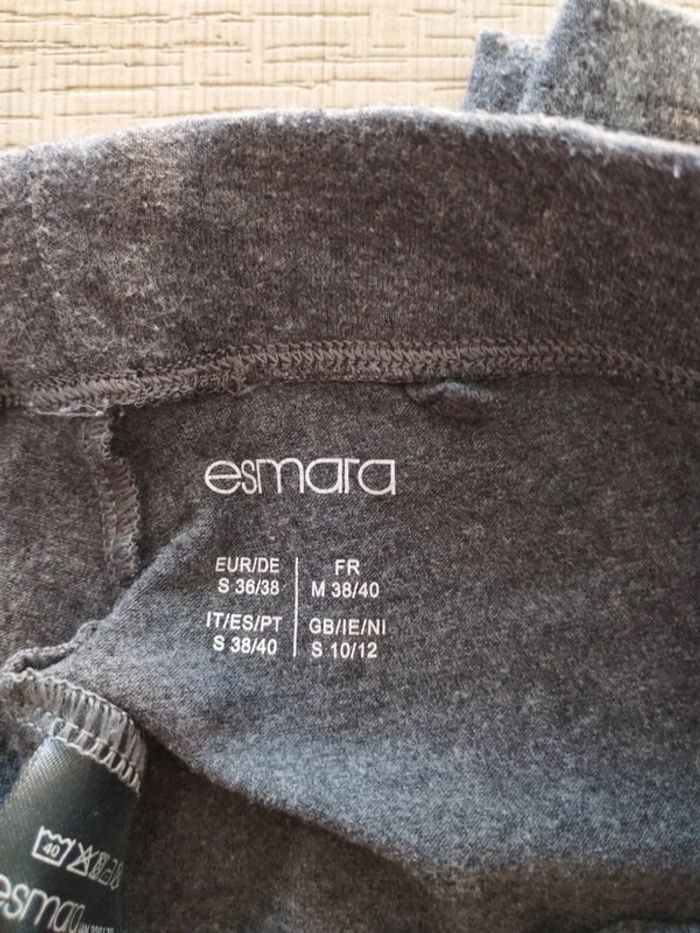 esmara
EUR/DE
S 36/38
FR
M 38/40
IT/ES/PT
S 38/40
GB/IE/NI
S 10/12
40
esma